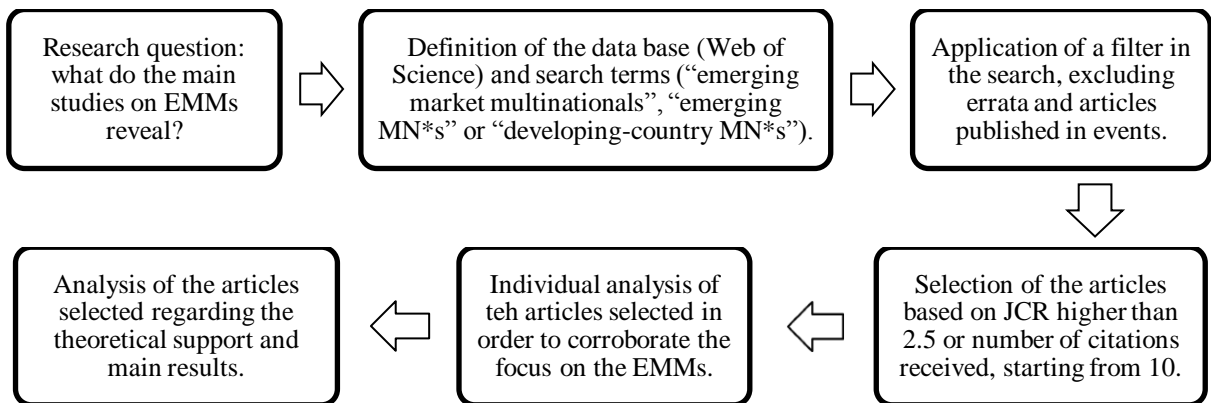 Research question:
what do the main
studies on EMMs
reveal?
Definition of the data base (Web of
Science) and search terms (“emerging
market multinationals”, “emerging
MN*s” or “developing-country MN*s”).
Application of a filter in
the search, excluding
errata and articles
published in events.
Selection of the articles
based on JCR higher than
2.5 or number of citations
received, starting from 10.
Individual analysis of
teh articles selected in
order to corroborate the
focus on the EMMs.
Analysis of the articles
selected regarding the
theoretical support and
main results.